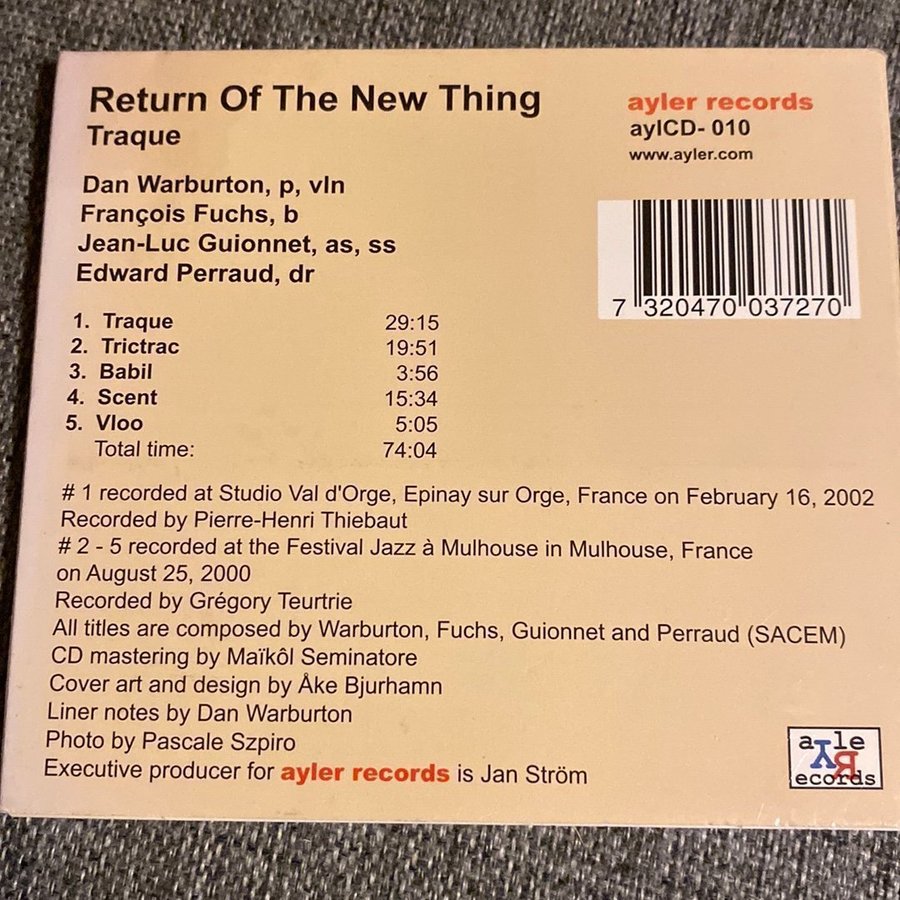 Return Of The New Thing
Traque
ayler records
aylCD- 010
www.ayler.com
Dan Warburton, p, vln
François Fuchs, b
Jean-Luc Guionnet, as, ss
Edward Perraud, dr
7 320470 037270
1. Traque 29:15
2. Trictrac 19:51
3. Babil 3:56
4. Scent 15:34
5. Vloo 5:05
Total time: 74:04
# 1 recorded at Studio Val d'Orge, Epinay sur Orge, France on February 16, 2002
Recorded by Pierre-Henri Thiebaut
# 2 - 5 recorded at the Festival Jazz à Mulhouse in Mulhouse, France
on August 25, 2000
Recorded by Grégory Teurtrie
All titles are composed by Warburton, Fuchs, Guionnet and Perraud (SACEM)
CD mastering by Maïkôl Seminatore
Cover art and design by Åke Bjurhamn
Liner notes by Dan Warburton
Photo by Pascale Szpiro
Executive producer for ayler records is Jan Ström
ayle
R
ecords